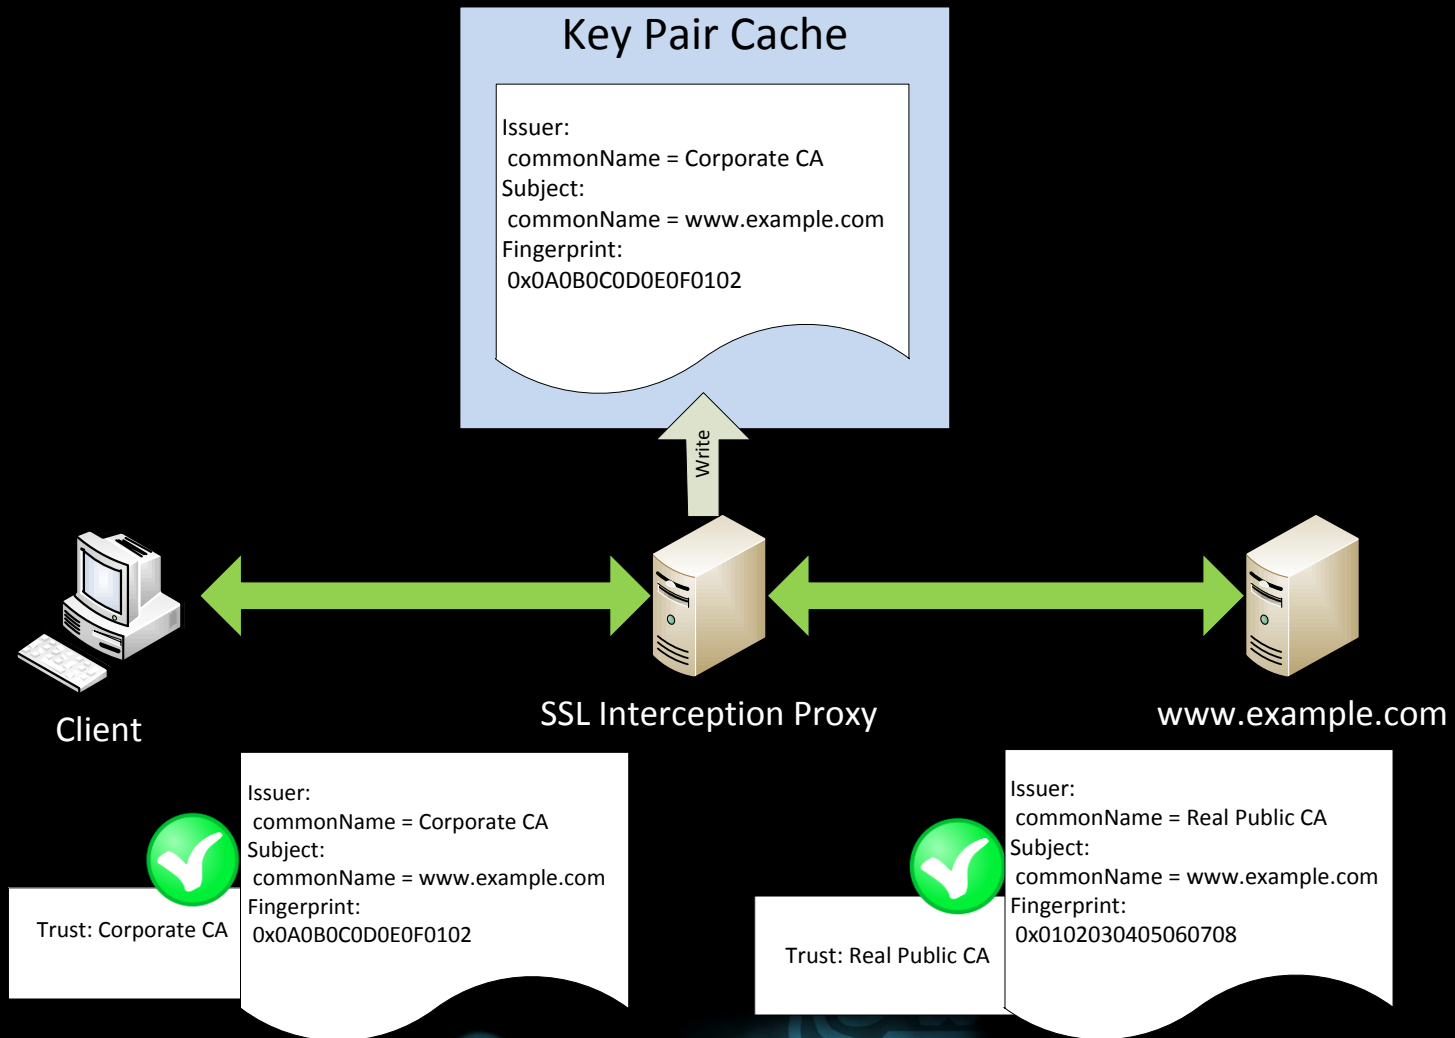 Key Pair Cache
Issuer:
commonName = Corporate CA
Subject:
commonName = www.example.com
Fingerprint:
0x0A0B0C0D0E0F0102
Write
Client
SSL Interception Proxy
www.example.com
Trust: Corporate CA
Issuer:
commonName = Corporate CA
Subject:
commonName = www.example.com
Fingerprint:
0x0A0B0C0D0E0F0102
Trust: Real Public CA
Issuer:
commonName = Real Public CA
Subject:
commonName = www.example.com
Fingerprint:
0x0102030405060708